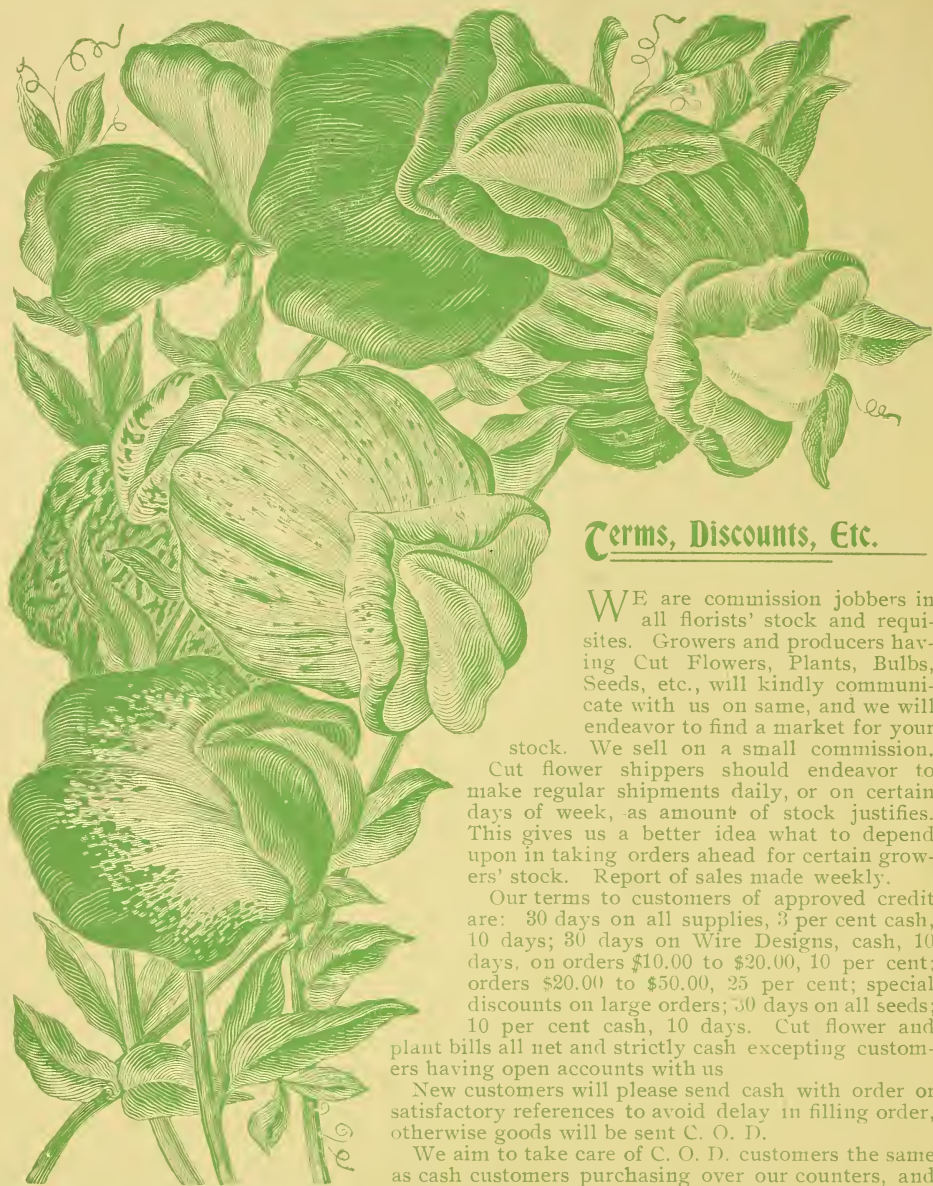 Terms, Discounts, Etc.
WE are commission jobbers in
all florists' stock and requi-
sites. Growers and producers hav-
ing Cut Flowers, Plants, Bulbs,
Seeds, etc., will kindly communi-
cate with us on same, and we will
endeavor to find a market for your
stock. We sell on a small commission.
Cut flower shippers should endeavor to
make regular shipments daily, or on certain
days of week, as amount of stock justifies.
This gives us a better idea what to depend
upon in taking orders ahead for certain grow-
ers' stock. Report of sales made weekly.
Our terms to customers of approved credit
are: 30 days on all supplies, 3 per cent cash,
10 days; 30 days on Wire Designs, cash, 10
days, on orders $10.00 to $20.00, 10 per cent;
orders $20.00 to $50.00, 25 per cent; special
discounts on large orders; 30 days on all seeds;
10 per cent cash, 10 days. Cut flower and
plant bills all net and strictly cash excepting custom-
ers having open accounts with us
New customers will please send cash with order or
satisfactory references to avoid delay in filling order,
otherwise goods will be sent C. O. D.
We aim to take care of C. O. D. customers the same
as cash customers purchasing over our counters, and